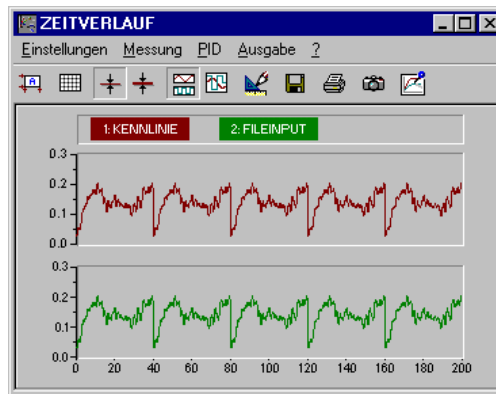 ZEITVERLAUF
Einstellungen Messung PID Ausgabe ?
A
1: KENNLINIE 2: FILEINPUT
0.3
0.2
0.1
0.0
0.3
0.2
0.1
0.0
0 20 40 60 80 100 120 140 160 180 200